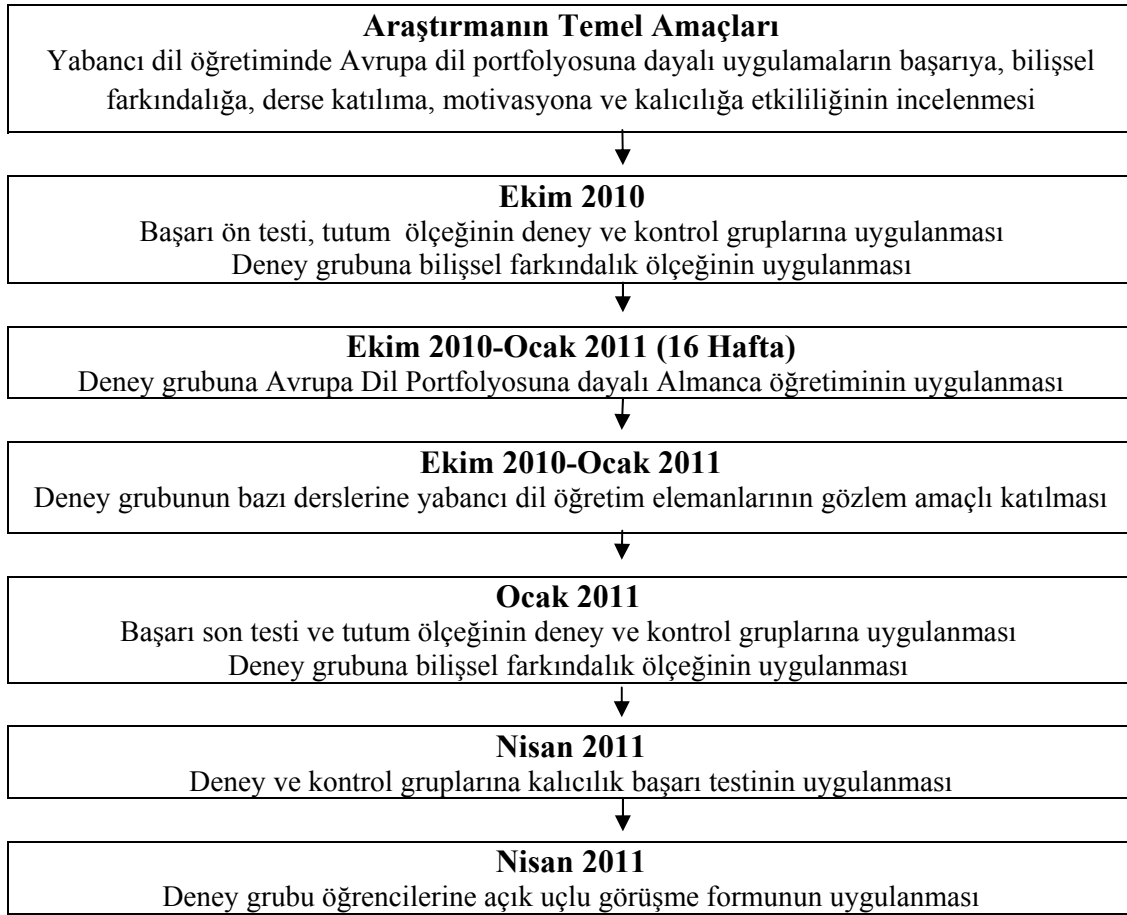 Araştırmanın Temel Amaçları
Yabancı dil öğretiminde Avrupa dil portfolyosuna dayalı uygulamaların başarıya, bilişsel
farkındalığa, derse katılıma, motivasyona ve kalıcılığa etkililiğinin incelenmesi
Ekim 2010
Başarı ön testi, tutum ölçeğinin deney ve kontrol gruplarına uygulanması
Deney grubuna bilişsel farkındalık ölçeğinin uygulanması
Ekim 2010-Ocak 2011 (16 Hafta)
Deney grubuna Avrupa Dil Portfolyosuna dayalı Almanca öğretiminin uygulanması
Ekim 2010-Ocak 2011
Deney grubunun bazı derslerine yabancı dil öğretim elemanlarının gözlem amaçlı katılması
Ocak 2011
Başarı son testi ve tutum ölçeğinin deney ve kontrol gruplarına uygulanması
Deney grubuna bilişsel farkındalık ölçeğinin uygulanması
Nisan 2011
Deney ve kontrol gruplarına kalıcılık başarı testinin uygulanması
Nisan 2011
Deney grubu öğrencilerine açık uçlu görüşme formunun uygulanması